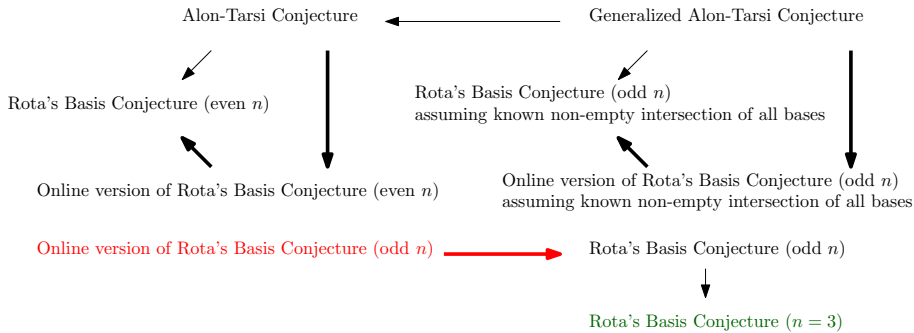 Alon-Tarsi Conjecture
Generalized Alon-Tarsi Conjecture
Rota's Basis Conjecture (even n)
Rota's Basis Conjecture (odd n)
assuming known non-empty intersection of all bases
Online version of Rota's Basis Conjecture (even n)
Online version of Rota's Basis Conjecture (odd n)
assuming known non-empty intersection of all bases
Online version of Rota's Basis Conjecture (odd n)
Rota's Basis Conjecture (odd n)
Rota's Basis Conjecture (n = 3)